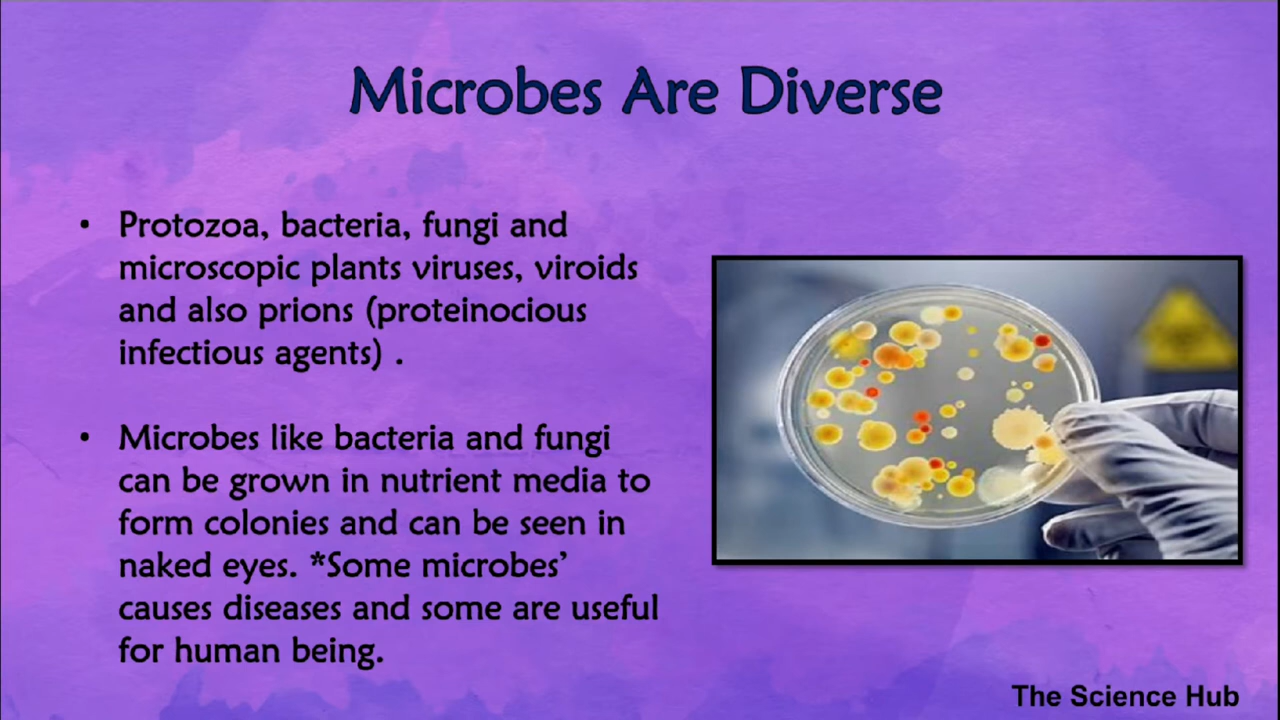 Microbes Are Diverse
• Protozoa, bacteria, fungi and
microscopic plants viruses, viroids
and also prions (proteinocious
infectious agents) .
• Microbes like bacteria and fungi
can be grown in nutrient media to
form colonies and can be seen in
naked eyes. *Some microbes’
causes diseases and some are useful
for human being.
The Science Hub